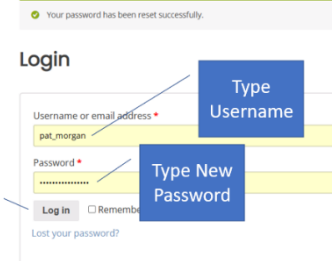 Your password has been reset successfully.
Login
Type
Username
Username or email address *
pat_morgan
Password *
Type New
Password
Log in
Lost your password?